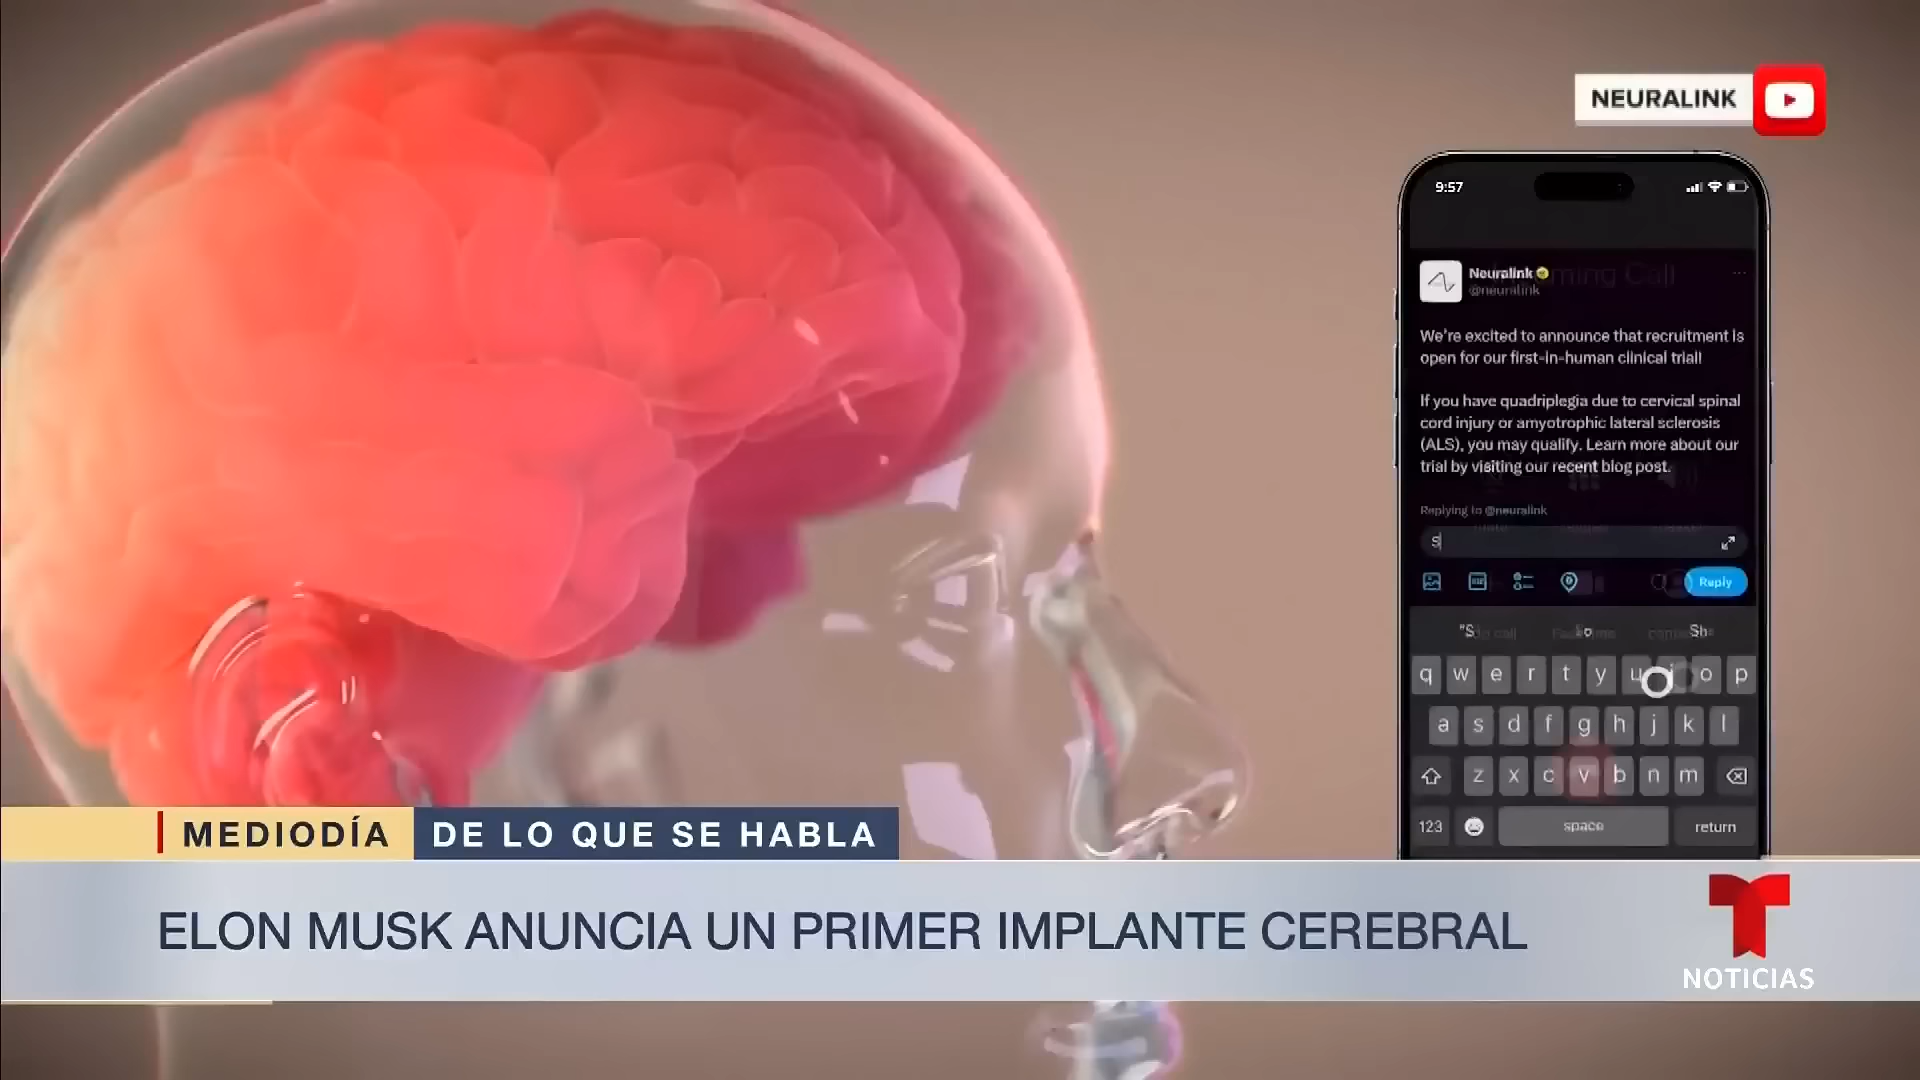 NEURALINK
9:57
Neuralink
@neuralink
We're excited to announce that recruitment is
open for our first-in-human clinical trial!
If you have quadriplegia due to cervical spinal
cord injury or amyotrophic lateral sclerosis
(ALS), you may qualify. Learn more about our
trial by visiting our recent blog post.
Replying to @neuralink
S
GIF
Reply
"S So Sh
q w e r t y u i o p
a s d f g h j k l
z x c v b n m
123 space return
MEDIODÍA DE LO QUE SE HABLA
ELON MUSK ANUNCIA UN PRIMER IMPLANTE CEREBRAL
NOTICIAS